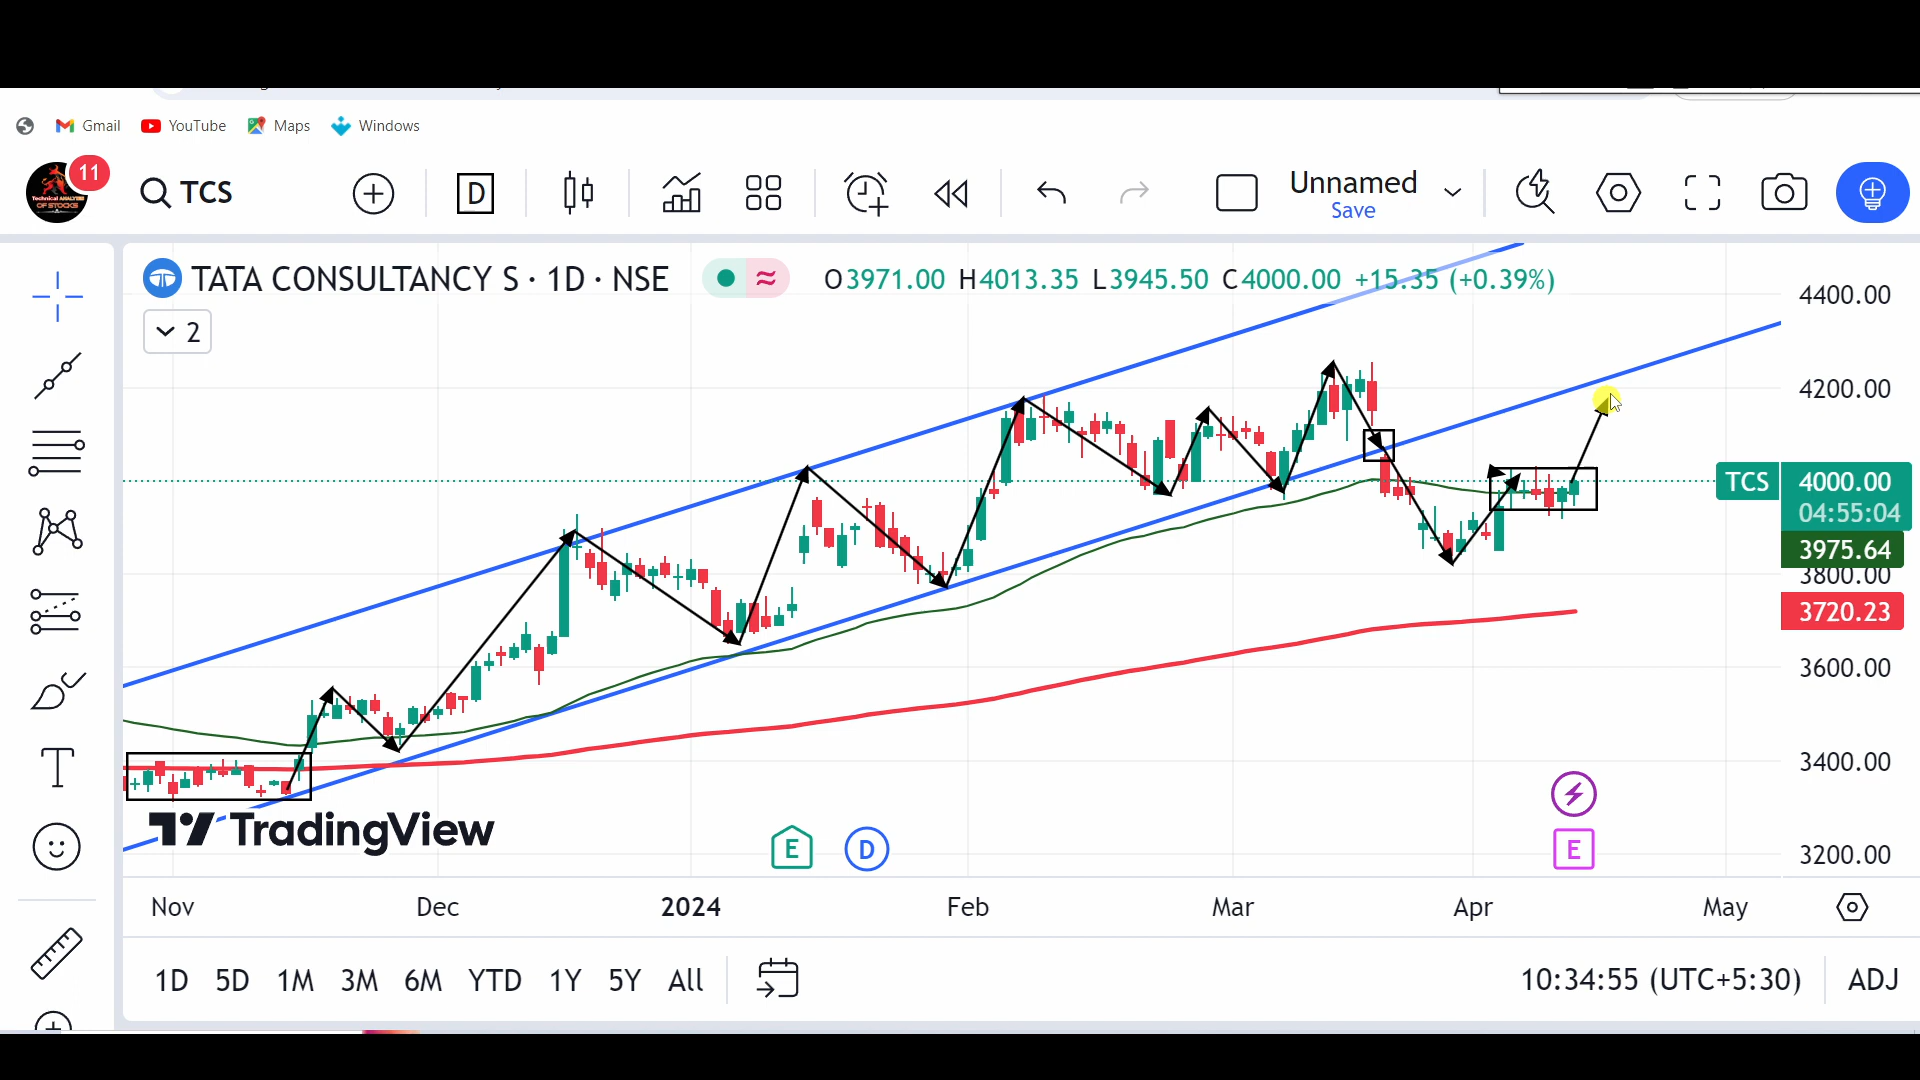 Gmail YouTube Maps Windows
11 TCS D Unnamed
Save
TATA CONSULTANCY S · 1D · NSE ≈ O3971.00 H4013.35 L3945.50 C4000.00 +15.35 (+0.39%)
2
4400.00
4200.00
TCS 4000.00
04:55:04
3975.64
3800.00
3720.23
3600.00
3400.00
3200.00
TradingView
E D E
Nov Dec 2024 Feb Mar Apr May
1D 5D 1M 3M 6M YTD 1Y 5Y All 10:34:55 (UTC+5:30) ADJ